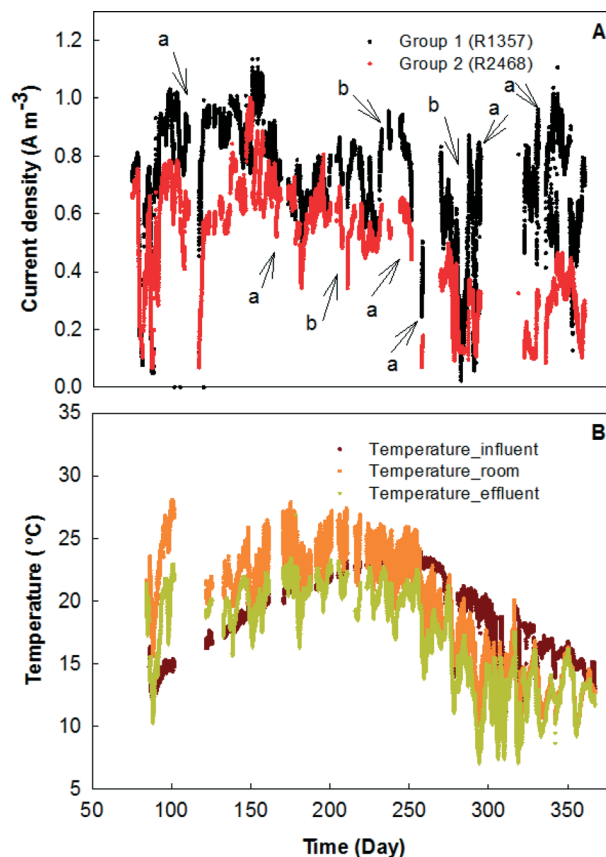 A
Group 1 (R1357)
Group 2 (R2468)
a
b
b
a
a
a
b
a
a
Current density (A m-3)
1.2
1.0
0.8
0.6
0.4
0.2
0.0
B
Temperature_influent
Temperature_room
Temperature_effluent
Temperature ( ºC)
35
30
25
20
15
10
5
50 100 150 200 250 300 350
Time (Day)